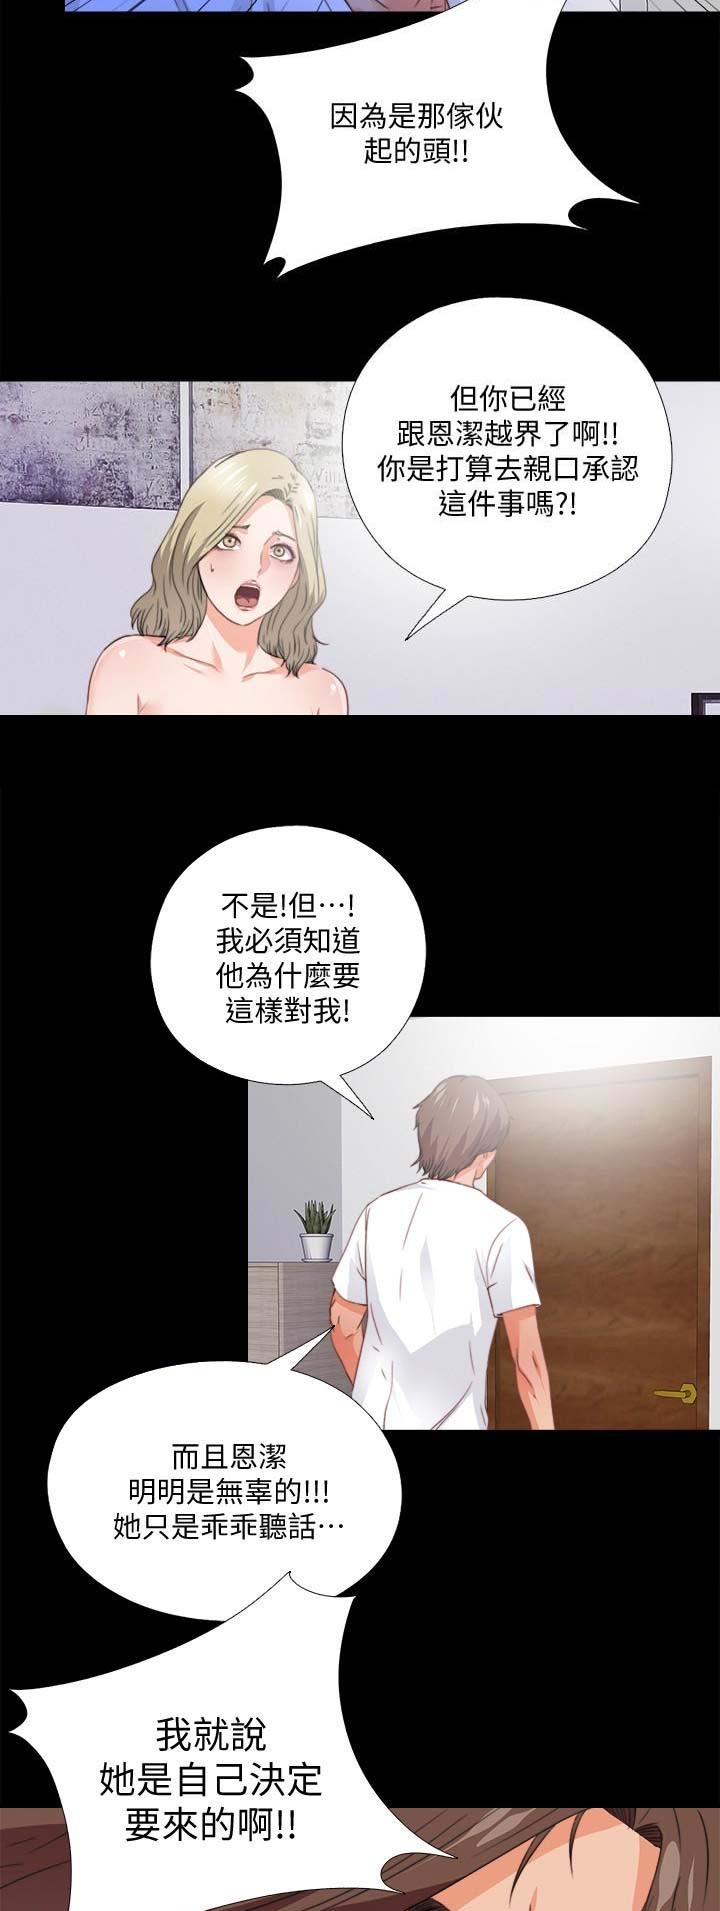 因為是那傢伙
起的頭!!
但你已經
跟恩潔越界了啊!!
你是打算去親口承認
這件事嗎?!
不是!但⋯!
我必須知道
他為什麼要
這樣對我!
而且恩潔
明明是無辜的!!!
她只是乖乖聽話⋯
我就說
她是自己決定
要來的啊!!